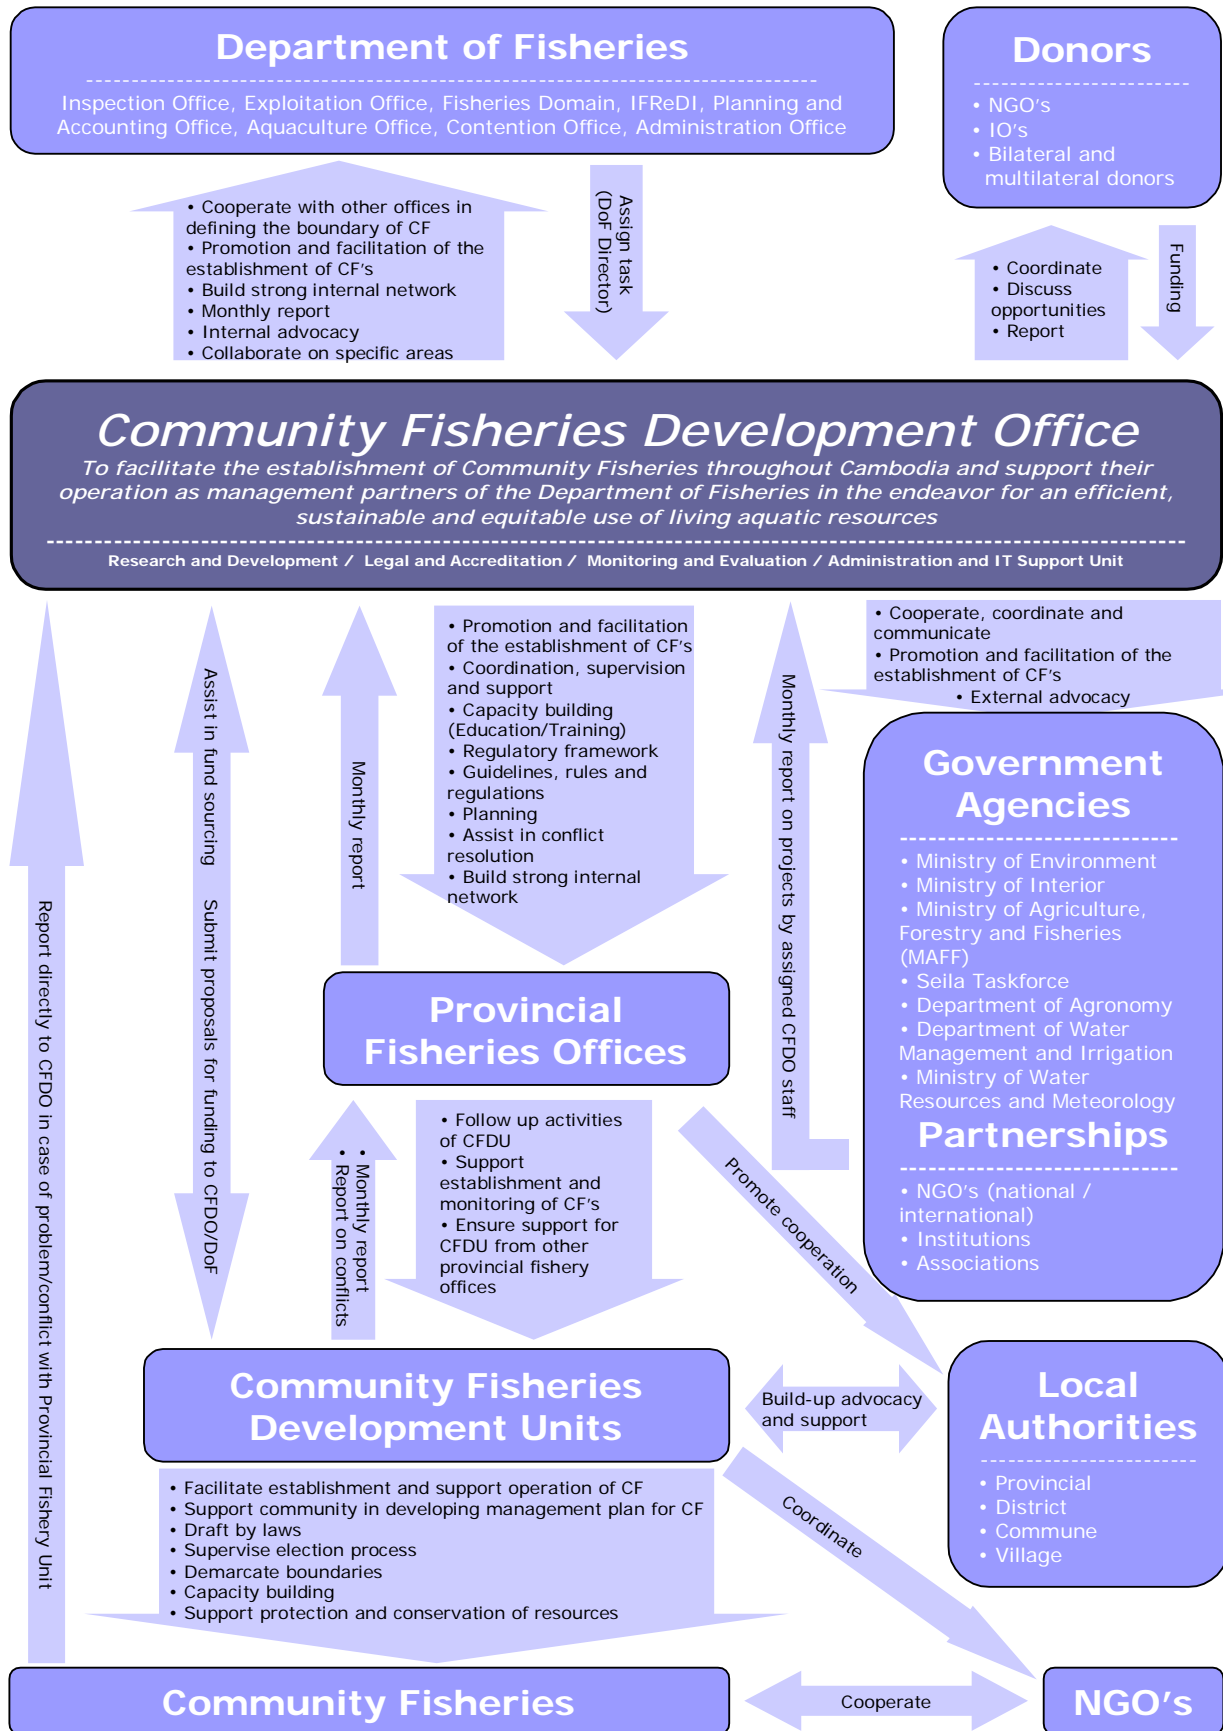 Department of Fisheries
Inspection Office, Exploitation Office, Fisheries Domain, IFReDI, Planning and
Accounting Office, Aquaculture Office, Contention Office, Administration Office
Donors
• NGO's
• IO's
• Bilateral and
multilateral donors
• Cooperate with other offices in
defining the boundary of CF
• Promotion and facilitation of the
establishment of CF's
• Build strong internal network
• Monthly report
• Internal advocacy
• Collaborate on specific areas
Assign task
(DoF Director)
• Coordinate
• Discuss
opportunities
• Report
Funding
Community Fisheries Development Office
To facilitate the establishment of Community Fisheries throughout Cambodia and support their
operation as management partners of the Department of Fisheries in the endeavor for an efficient,
sustainable and equitable use of living aquatic resources
Research and Development / Legal and Accreditation / Monitoring and Evaluation / Administration and IT Support Unit
Report directly to CFDO in case of problem/conflict with Provincial Fishery Unit
Assist in fund sourcing
Submit proposals for funding to CFDO/DoF
Monthly report
• Promotion and facilitation
of the establishment of CF's
• Coordination, supervision
and support
• Capacity building
(Education/Training)
• Regulatory framework
• Guidelines, rules and
regulations
• Planning
• Assist in conflict
resolution
• Build strong internal
network
Monthly report on projects by assigned CFDO staff
• Cooperate, coordinate and
communicate
• Promotion and facilitation of the
establishment of CF's
• External advocacy
Government
Agencies
• Ministry of Environment
• Ministry of Interior
• Ministry of Agriculture,
Forestry and Fisheries
(MAFF)
• Seila Taskforce
• Department of Agronomy
• Department of Water
Management and Irrigation
• Ministry of Water
Resources and Meteorology
Partnerships
• NGO's (national /
international)
• Institutions
• Associations
Provincial
Fisheries Offices
• Monthly report
• Report on conflicts
• Follow up activities
of CFDU
• Support
establishment and
monitoring of CF's
• Ensure support for
CFDU from other
provincial fishery
offices
Promote cooperation
Community Fisheries
Development Units
Build-up advocacy
and support
Local
Authorities
• Provincial
• District
• Commune
• Village
• Facilitate establishment and support operation of CF
• Support community in developing management plan for CF
• Draft by laws
• Supervise election process
• Demarcate boundaries
• Capacity building
• Support protection and conservation of resources
Coordinate
Community Fisheries
Cooperate
NGO's